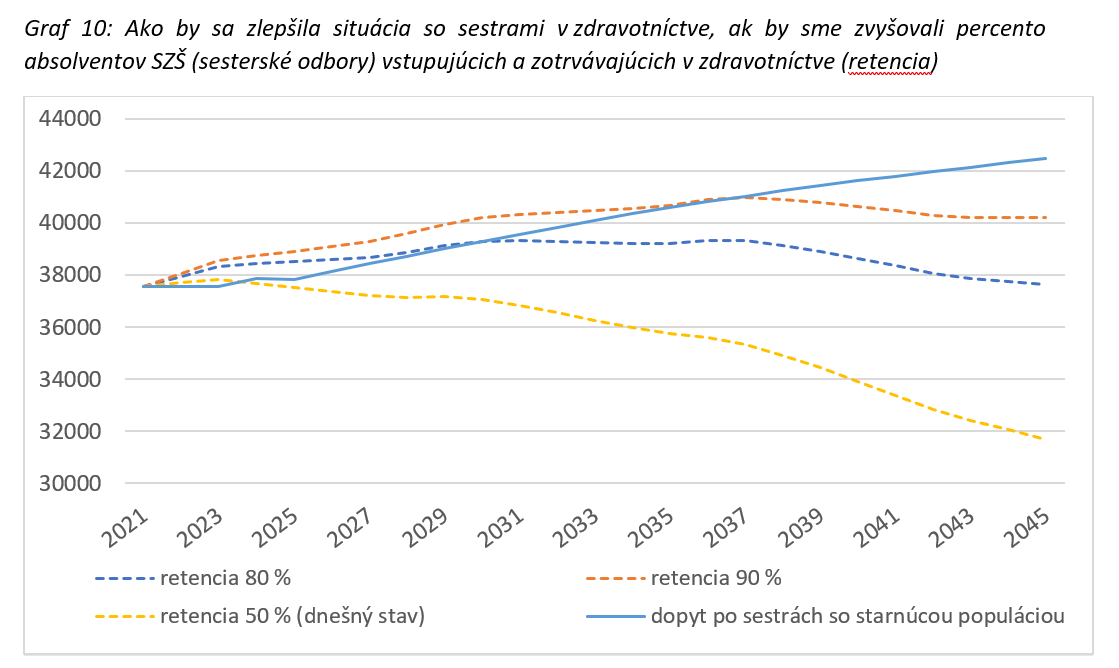 Graf 10: Ako by sa zlepšila situácia so sestrami v zdravotníctve, ak by sme zvyšovali percento
absolventov SZŠ (sesterské odbory) vstupujúcich a zotrvávajúcich v zdravotníctve (retencia)
44000
42000
40000
38000
36000
34000
32000
30000
2021 2023 2025 2027 2029 2031 2033 2035 2037 2039 2041 2043 2045
retencia 80 % retencia 90 %
retencia 50 % (dnešný stav) dopyt po sestrách so starnúcou populáciou